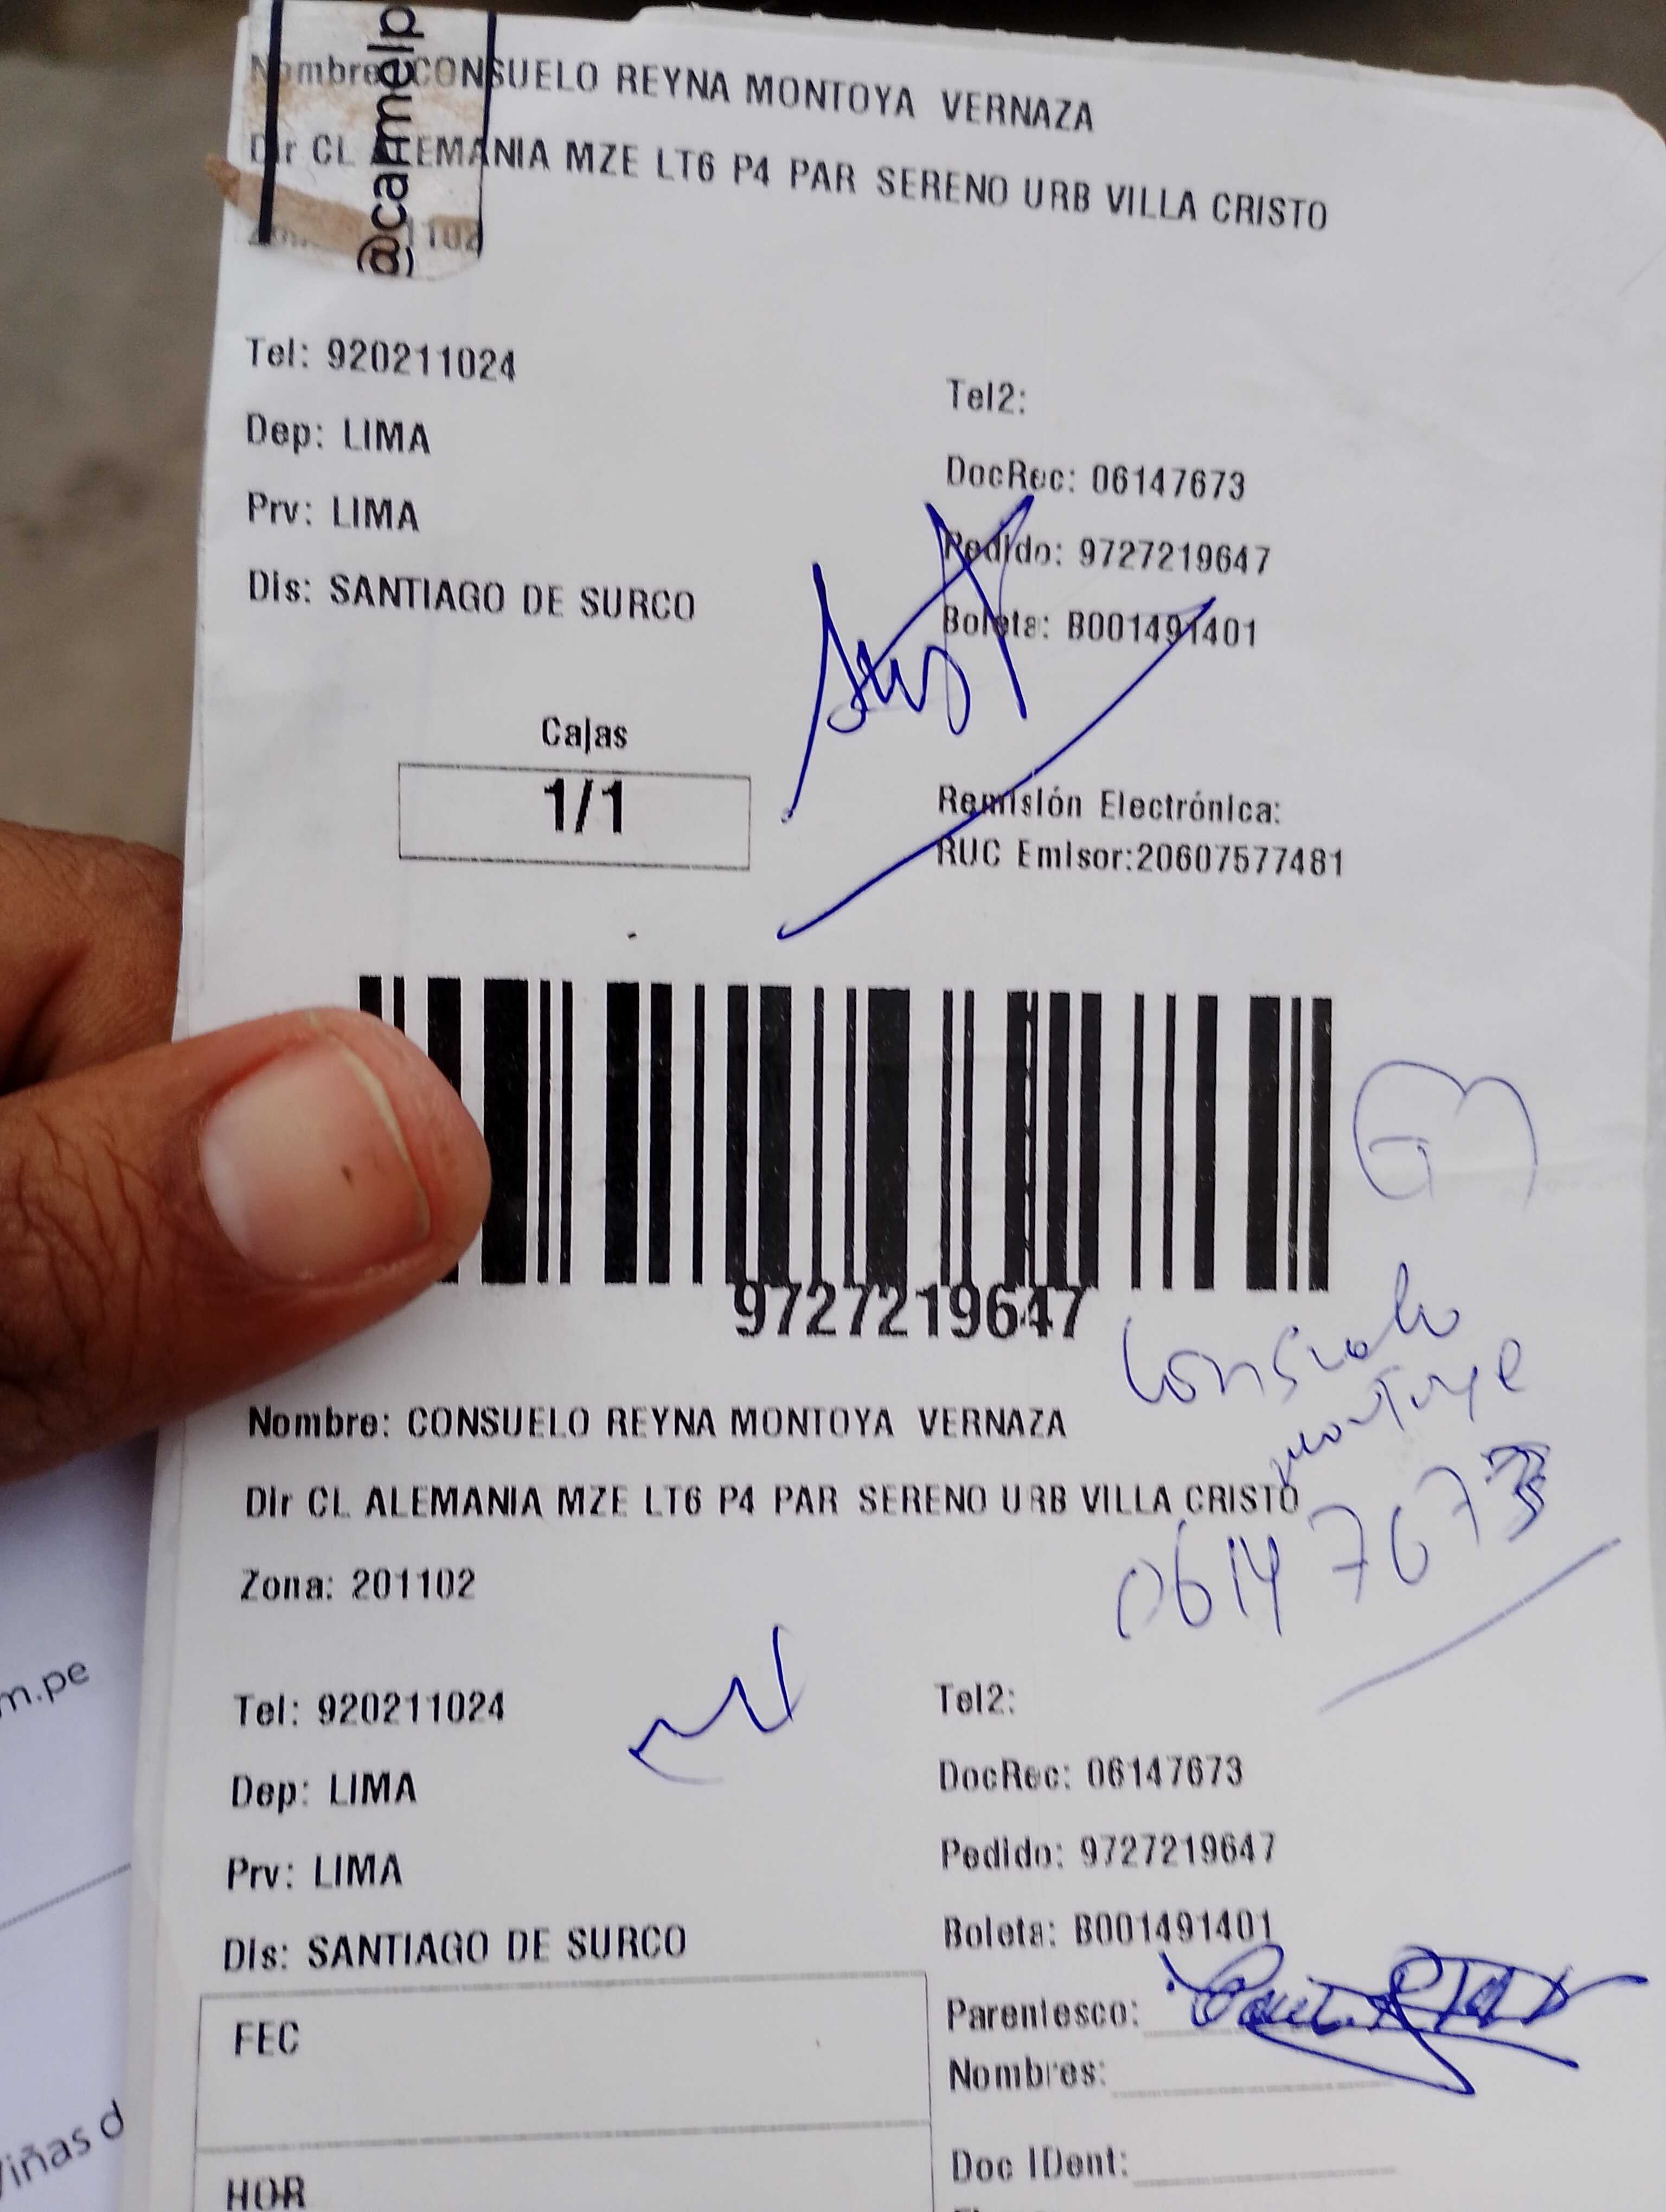 @carmelp
Nombre: CONSUELO REYNA MONTOYA VERNAZA
Dir CL ALEMANIA MZE LT6 P4 PAR SERENO URB VILLA CRISTO
1102
Tel: 920211024
Tel2:
Dep: LIMA
DocRec: 06147673
Prv: LIMA
Pedido: 9727219647
Dis: SANTIAGO DE SURCO
Boleta: B001491401
Cajas
1/1
Remisión Electrónica:
RUC Emisor:20607577481
9727219647
Consuelo
Nombre: CONSUELO REYNA MONTOYA VERNAZA
Dir CL ALEMANIA MZE LT6 P4 PAR SERENO URB VILLA CRISTO
06147673
Zona: 201102
Tel: 920211024
Tel2:
Dep: LIMA
DocRec: 06147673
Prv: LIMA
Pedido: 9727219647
Dis: SANTIAGO DE SURCO
Boleta: B001491401
FEC
Parentesco:
Nombres:
HOR
Doc IDent:
m.pe
iñas d